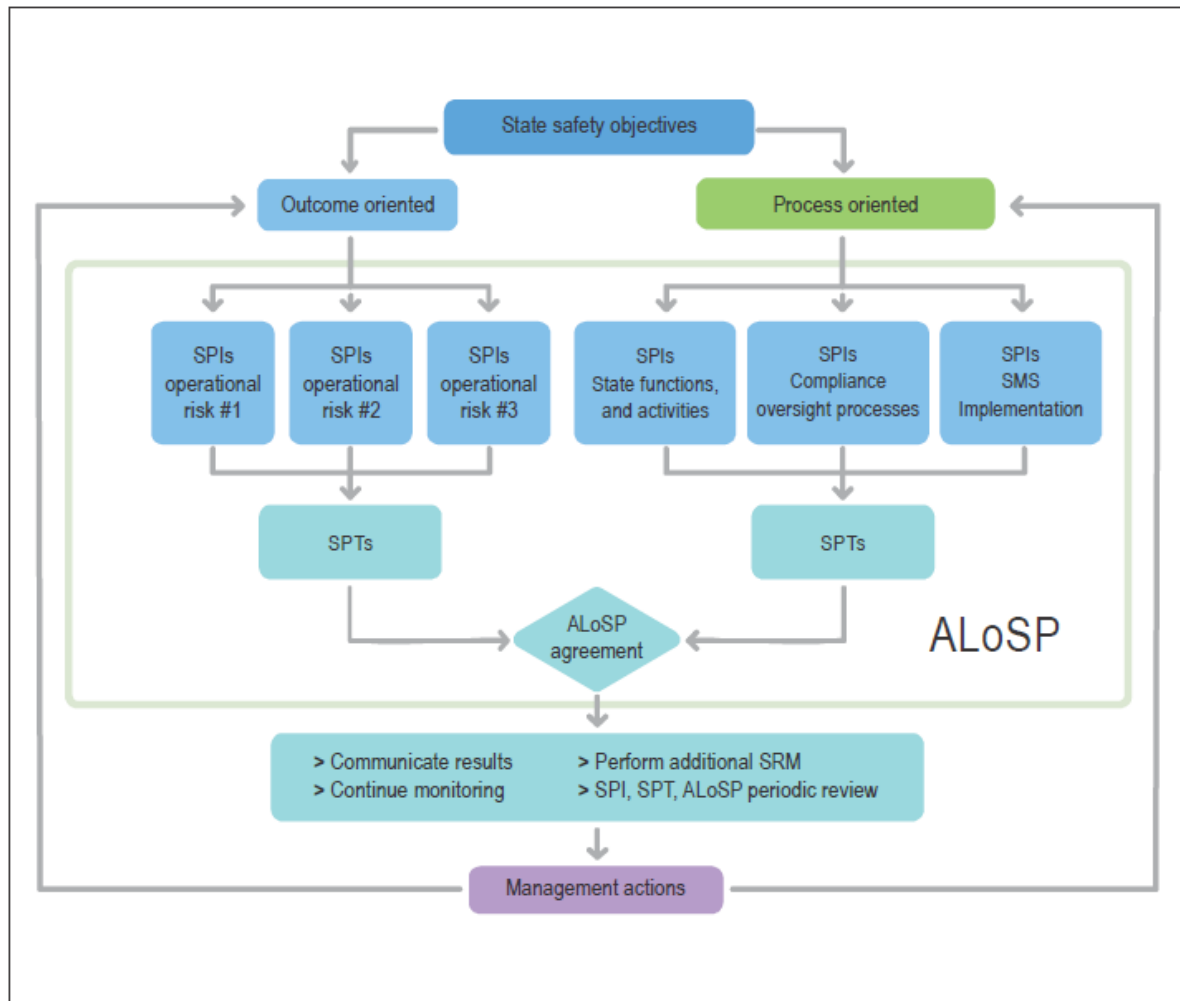 State safety objectives
Outcome oriented
Process oriented
SPIs
operational
risk #1
SPIs
operational
risk #2
SPIs
operational
risk #3
SPIs
State functions,
and activities
SPIs
Compliance
oversight processes
SPIs
SMS
Implementation
SPTs
SPTs
ALoSP
agreement
ALoSP
> Communicate results
> Continue monitoring
> Perform additional SRM
> SPI, SPT, ALoSP periodic review
Management actions